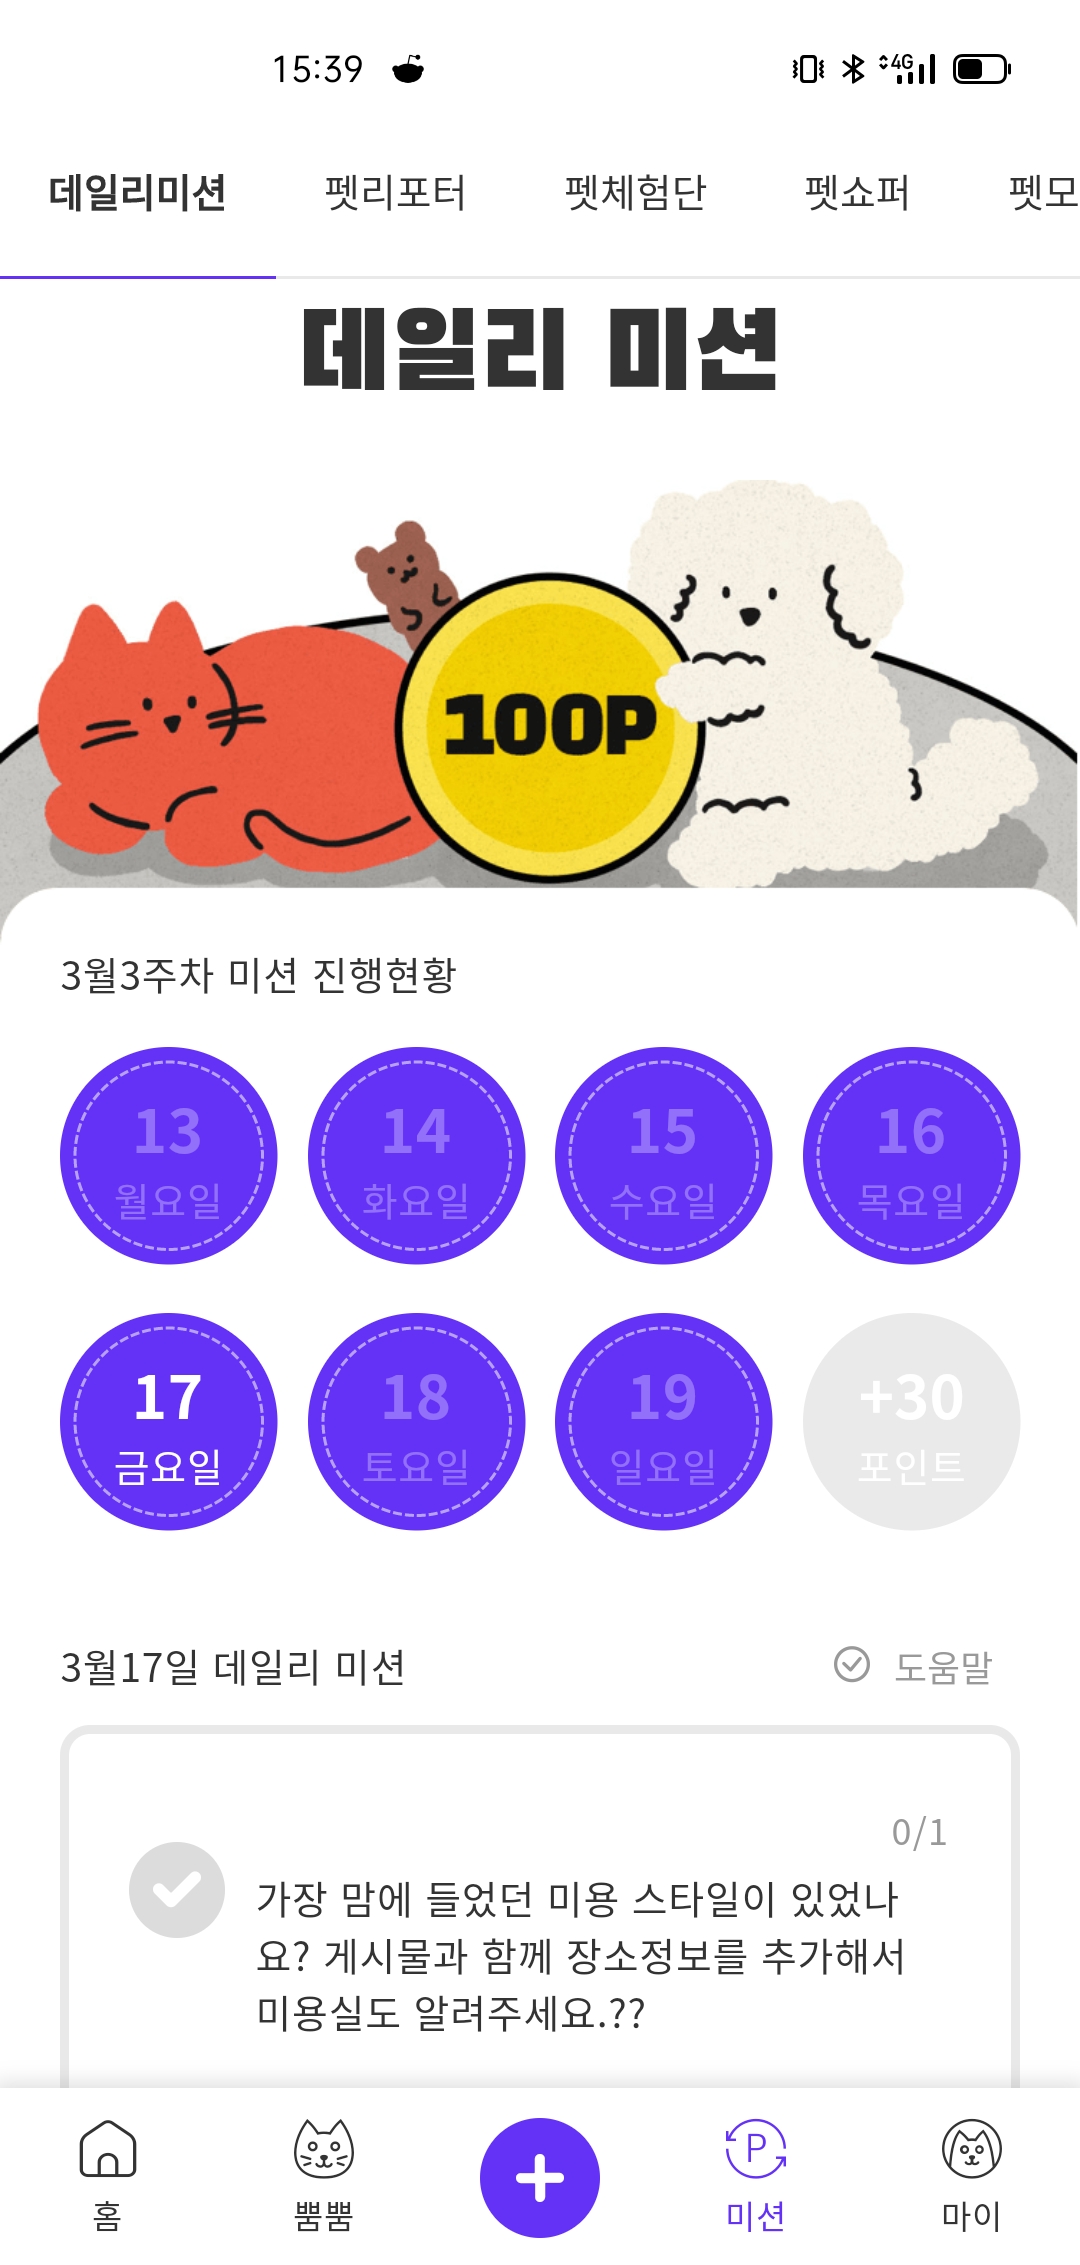 15:39
4G
데일리미션 펫리포터 펫체험단 펫쇼퍼 펫모
데일리 미션
100P
3월3주차 미션 진행현황
13 14 15 16
월요일 화요일 수요일 목요일
17 18 19 +30
금요일 토요일 일요일 포인트
3월17일 데일리 미션 도움말
0/1
가장 맘에 들었던 미용 스타일이 있었나
요? 게시물과 함께 장소정보를 추가해서
미용실도 알려주세요.??
P
홈 뿜뿜 미션 마이